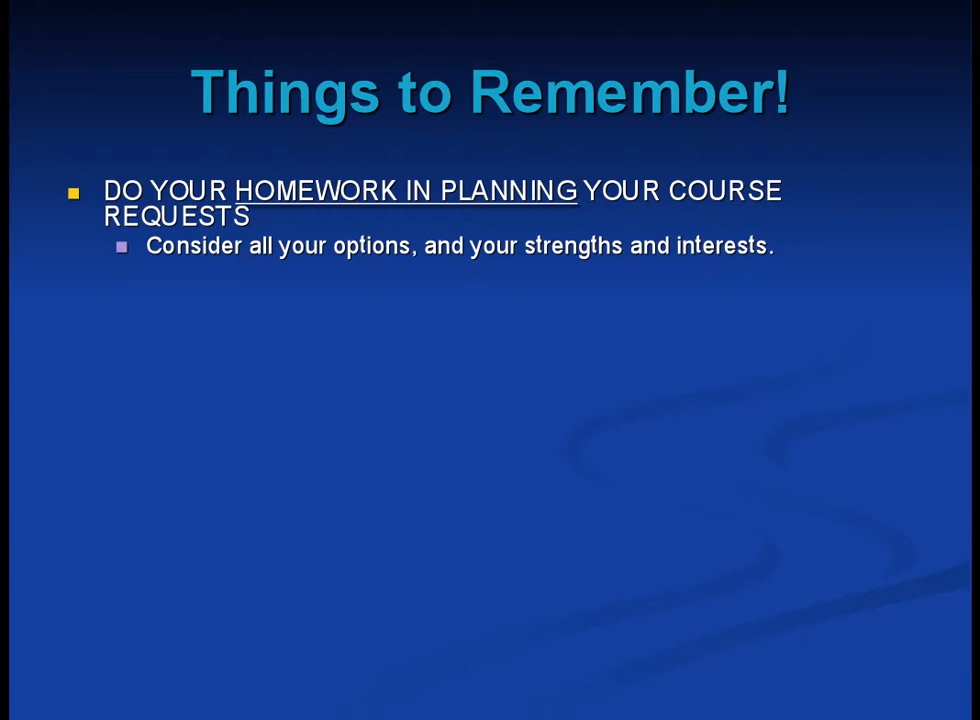 Things to Remember!
DO YOUR HOMEWORK IN PLANNING YOUR COURSE
REQUESTS
Consider all your options, and your strengths and interests.